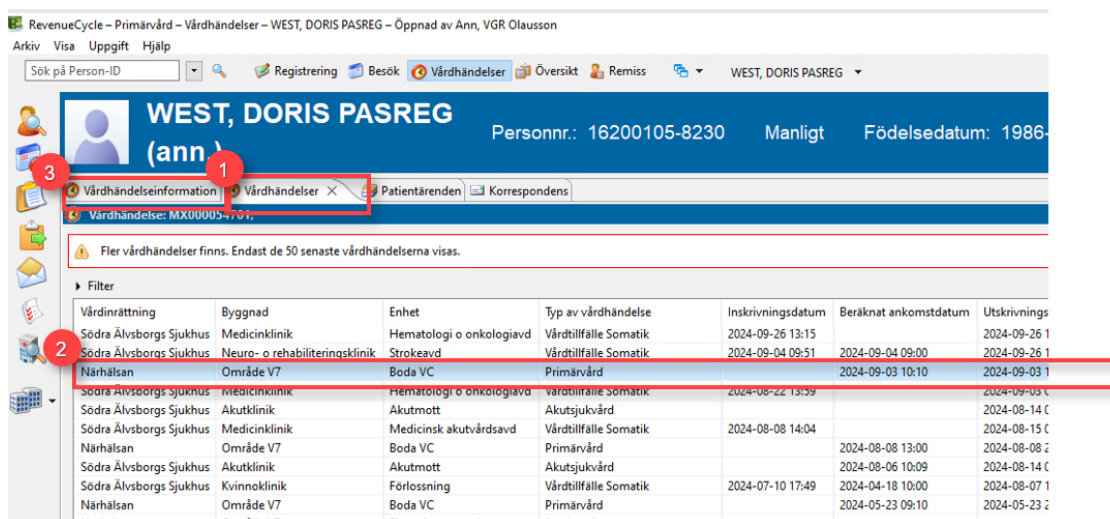 RevenueCycle – Primärvård – Vårdhändelser – WEST, DORIS PASREG – Öppnad av Ann, VGR Olausson
Arkiv Visa Uppgift Hjälp
Sök på Person-ID Registrering Besök Vårdhändelser Översikt Remiss WEST, DORIS PASREG
WEST, DORIS PASREG
(ann.)
Personnr.: 16200105-8230 Manligt Födelsedatum: 1986-
3 1
Vårdhändelseinformation Vårdhändelser Patientärenden Korrespondens
Vårdhändelse: MX000054701;
Fler vårdhändelser finns. Endast de 50 senaste vårdhändelserna visas.
Filter
Vårdinrättning Byggnad Enhet Typ av vårdhändelse Inskrivningsdatum Beräknat ankomstdatum Utskrivnings
Södra Älvsborgs Sjukhus Medicinklinik Hematologi o onkologiavd Vårdtillfälle Somatik 2024-09-26 13:15 2024-09-26 1
2
Södra Älvsborgs Sjukhus Neuro- o rehabiliteringsklinik Strokeavd Vårdtillfälle Somatik 2024-09-04 09:51 2024-09-04 09:00 2024-09-26 1
Närhälsan Område V7 Boda VC Primärvård 2024-09-03 10:10 2024-09-03 1
Södra Älvsborgs Sjukhus Medicinklinik Hematologi o onkologiavd Vårdtillfälle Somatik 2024-08-22 13:59 2024-09-03 0
Södra Älvsborgs Sjukhus Akutklinik Akutmott Akutsjukvård 2024-08-14 0
Södra Älvsborgs Sjukhus Medicinklinik Medicinsk akutvårdsavd Vårdtillfälle Somatik 2024-08-08 14:04 2024-08-15 0
Närhälsan Område V7 Boda VC Primärvård 2024-08-08 13:00 2024-08-08 2
Södra Älvsborgs Sjukhus Akutklinik Akutmott Akutsjukvård 2024-08-06 10:09 2024-08-14 0
Södra Älvsborgs Sjukhus Kvinnoklinik Förlossning Vårdtillfälle Somatik 2024-07-10 17:49 2024-04-18 10:00 2024-08-07 1
Närhälsan Område V7 Boda VC Primärvård 2024-05-23 09:10 2024-05-23 2